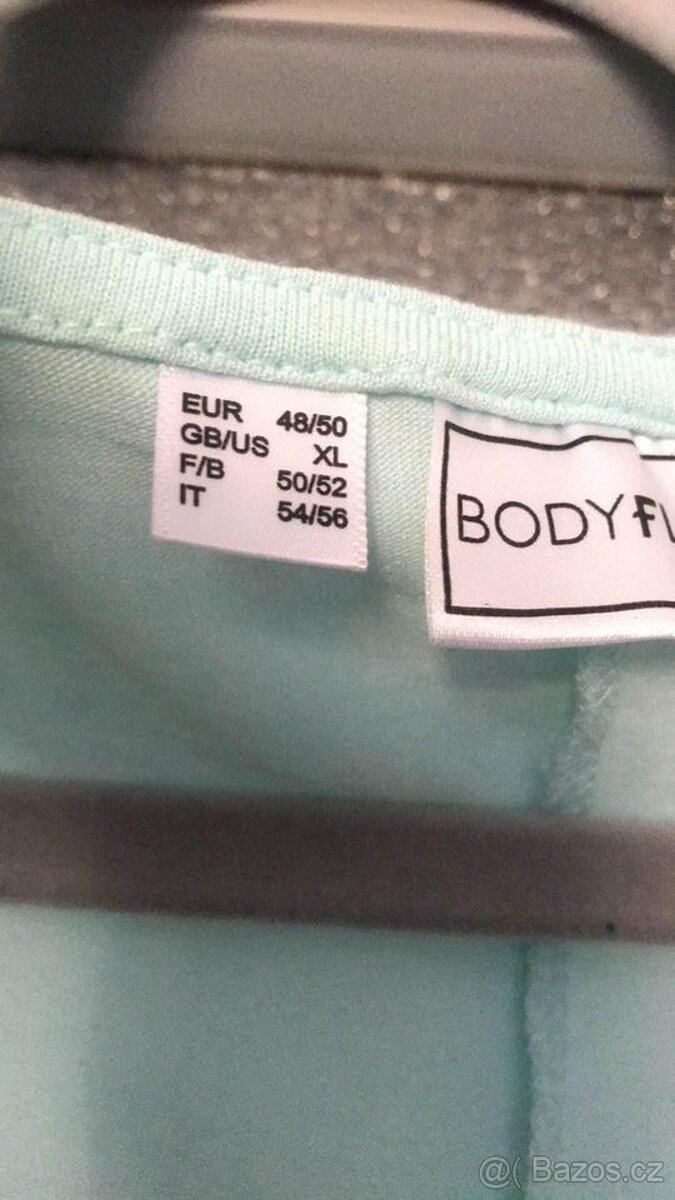 EUR 48/50
GB/US XL
F/B 50/52
IT 54/56
BODY
@( Bazos.cz